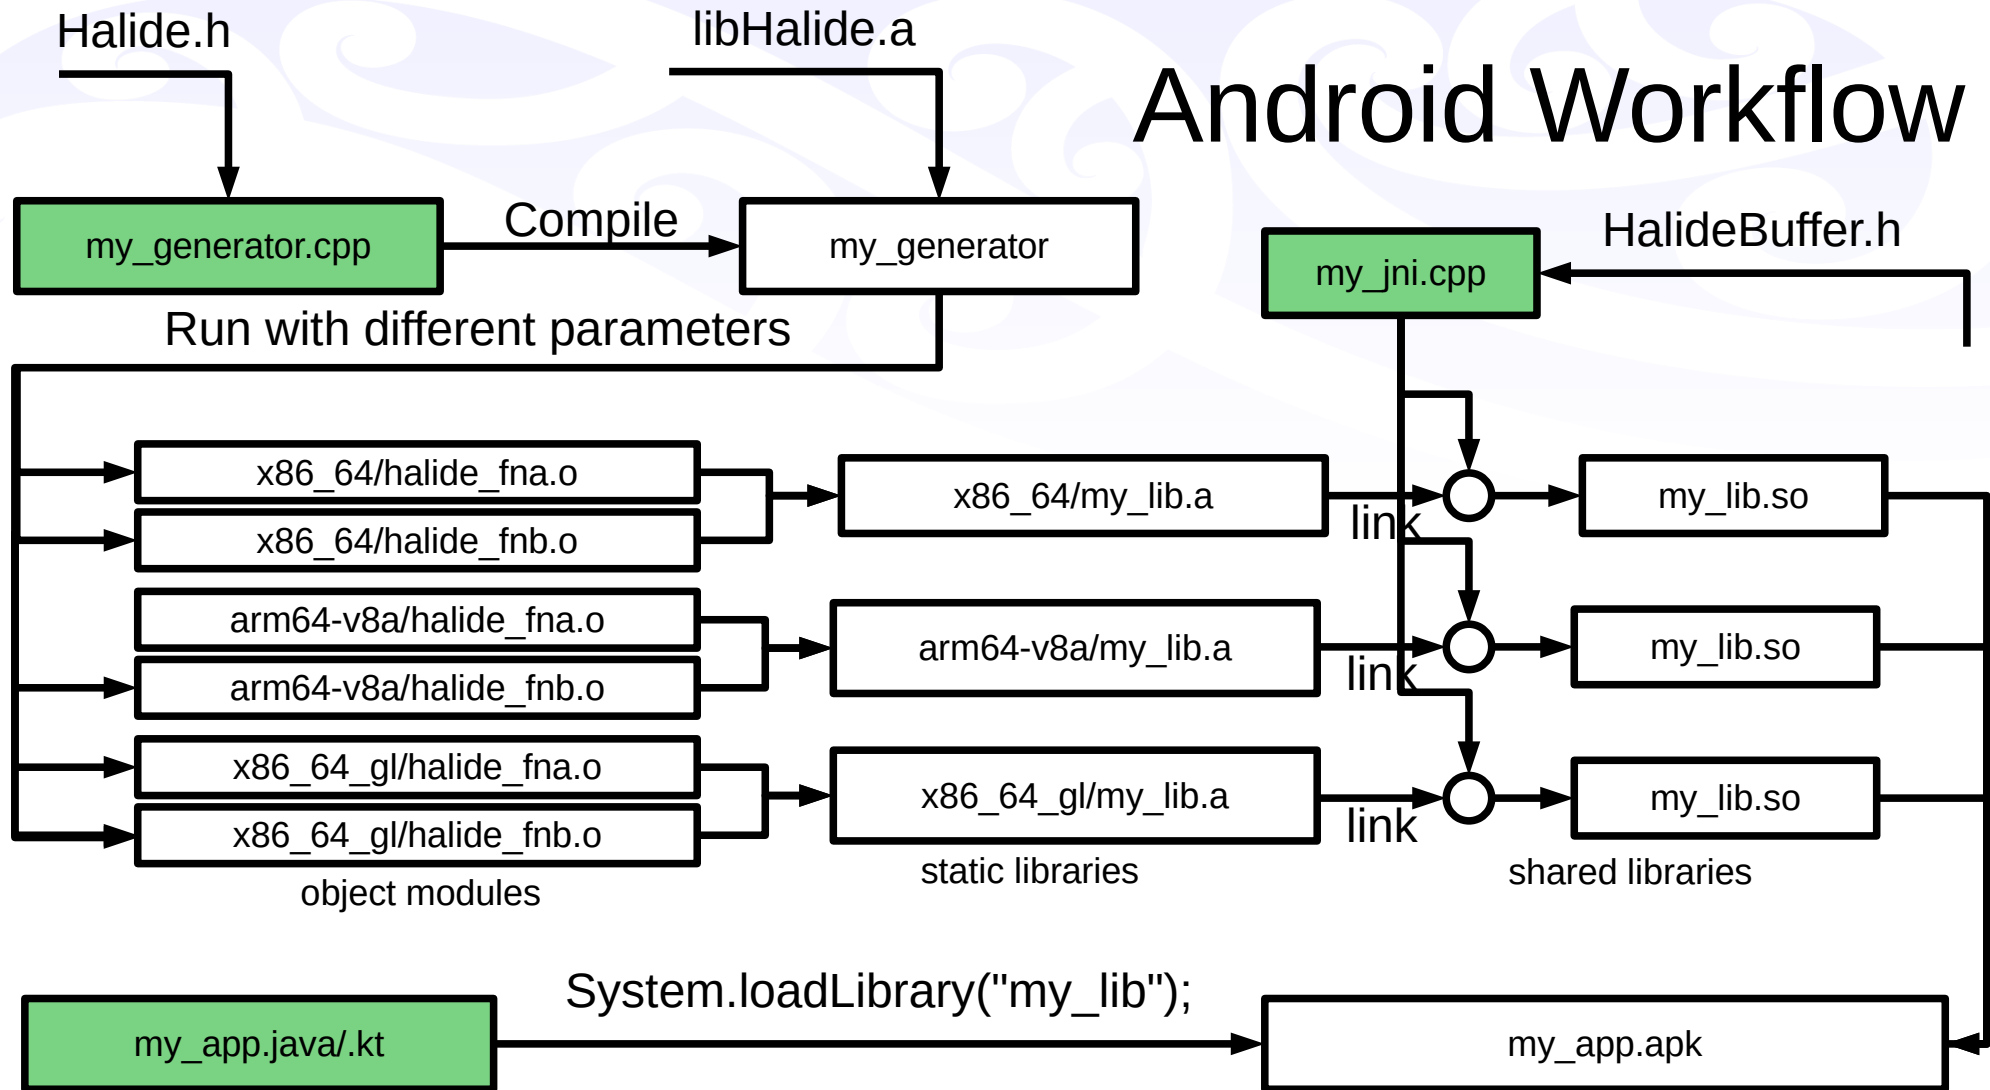 Halide.h
libHalide.a
Android Workflow
my_generator.cpp
Compile
my_generator
my_jni.cpp
HalideBuffer.h
Run with different parameters
x86_64/halide_fna.o
x86_64/halide_fnb.o
x86_64/my_lib.a
link
my_lib.so
arm64-v8a/halide_fna.o
arm64-v8a/halide_fnb.o
arm64-v8a/my_lib.a
link
my_lib.so
x86_64_gl/halide_fna.o
x86_64_gl/halide_fnb.o
x86_64_gl/my_lib.a
link
my_lib.so
object modules
static libraries
shared libraries
System.loadLibrary("my_lib");
my_app.java/.kt
my_app.apk